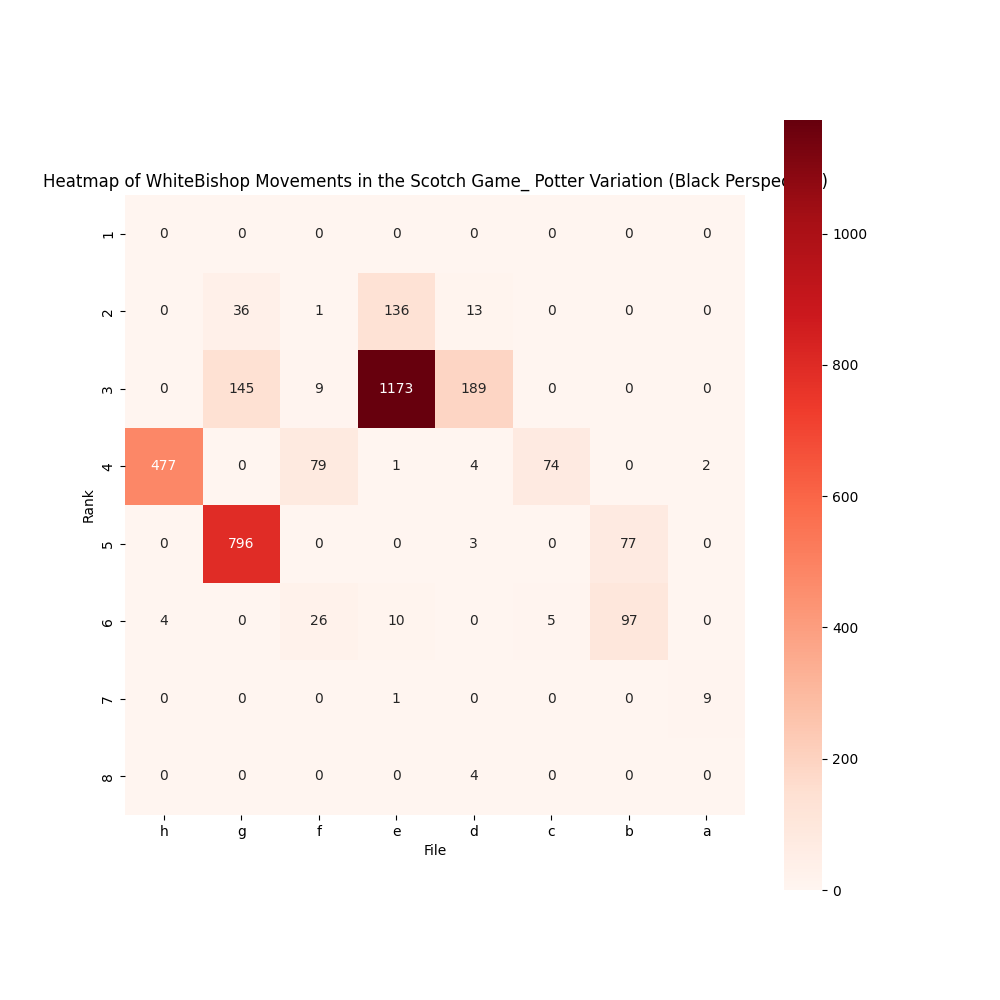 Heatmap of WhiteBishop Movements in the Scotch Game_ Potter Variation (Black Perspec )
1 0 0 0 0 0 0 0 0
2 0 36 1 136 13 0 0 0
3 0 145 9 1173 189 0 0 0
4 477 0 79 1 4 74 0 2
5 0 796 0 0 3 0 77 0
6 4 0 26 10 0 5 97 0
7 0 0 0 1 0 0 0 9
8 0 0 0 0 4 0 0 0
h g f e d c b a
File
Rank
1000
800
600
400
200
0